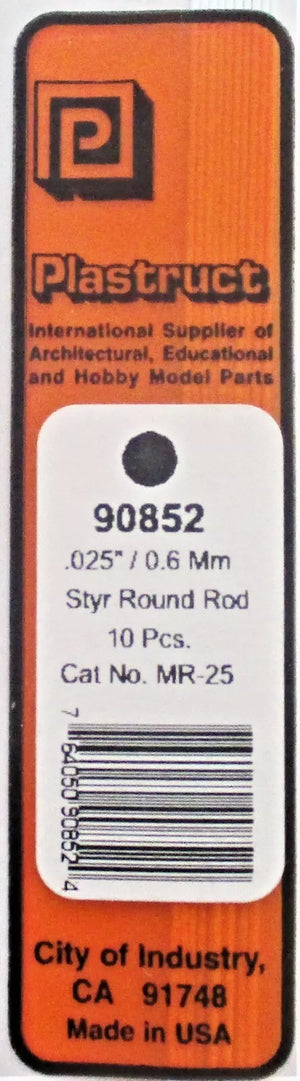 P
Plastruct
International Supplier of
Architectural, Educational
and Hobby Model Parts
90852
.025" / 0.6 Mm
Styr Round Rod
10 Pcs.
Cat No. MR-25
7 64050 90852 4
City of Industry,
CA 91748
Made in USA